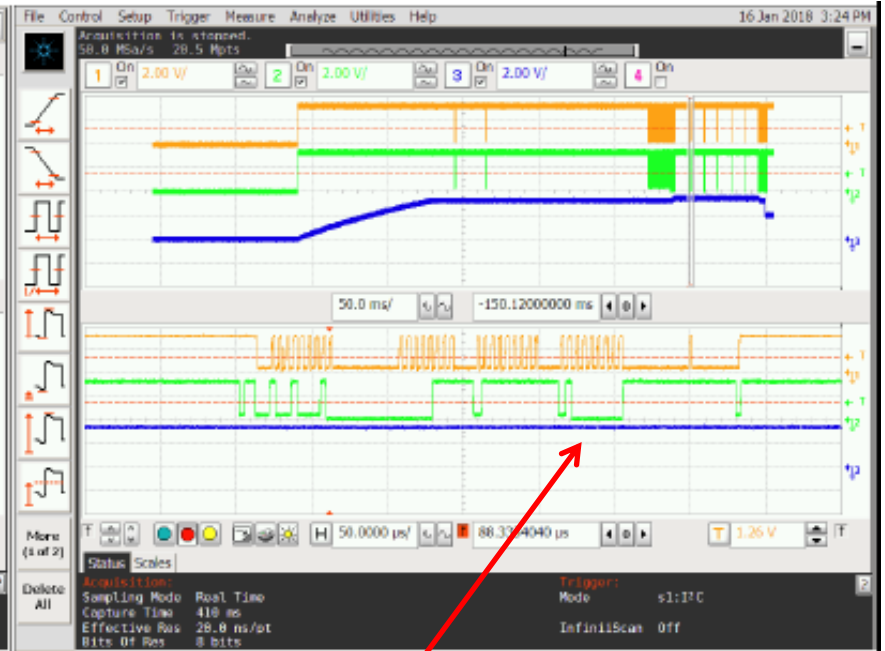 File Control Setup Trigger Measure Analyze Utilities Help 16 Jan 2018 3:24 PM
Acquisition is stopped.
50.0 MSa/s 20.5 Mpts
1 On 2.00 V/ 2 On 2.00 V/ 3 On 2.00 V/ 4 On
T
T
50.0 ms/ -150.12000000 ms 0
T
T
H 50.0000 µs/ T 0 T 1.26 V
More
(1 of 2)
Delete
All
Status Scales
Acquisition:
Sampling Mode Real Time
Capture Time 410 ms
Effective Res 20.0 ns/pt
Bits Of Res 8 bits
Trigger:
Mode s1:I²C
InfiniiScan Off